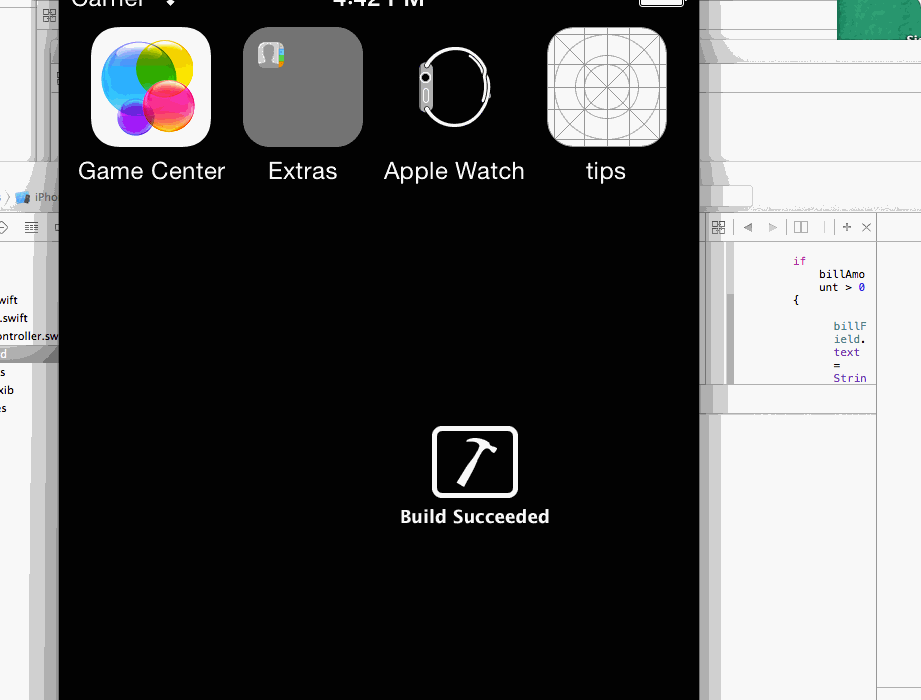 Carrier
4:42 PM
Game Center
Extras
Apple Watch
tips
iPho
if
billAmo
unt > 0
{
billF
ield.
text
=
Strin
wift
.swift
ontroller.sw
d
s
xib
es
Build Succeeded